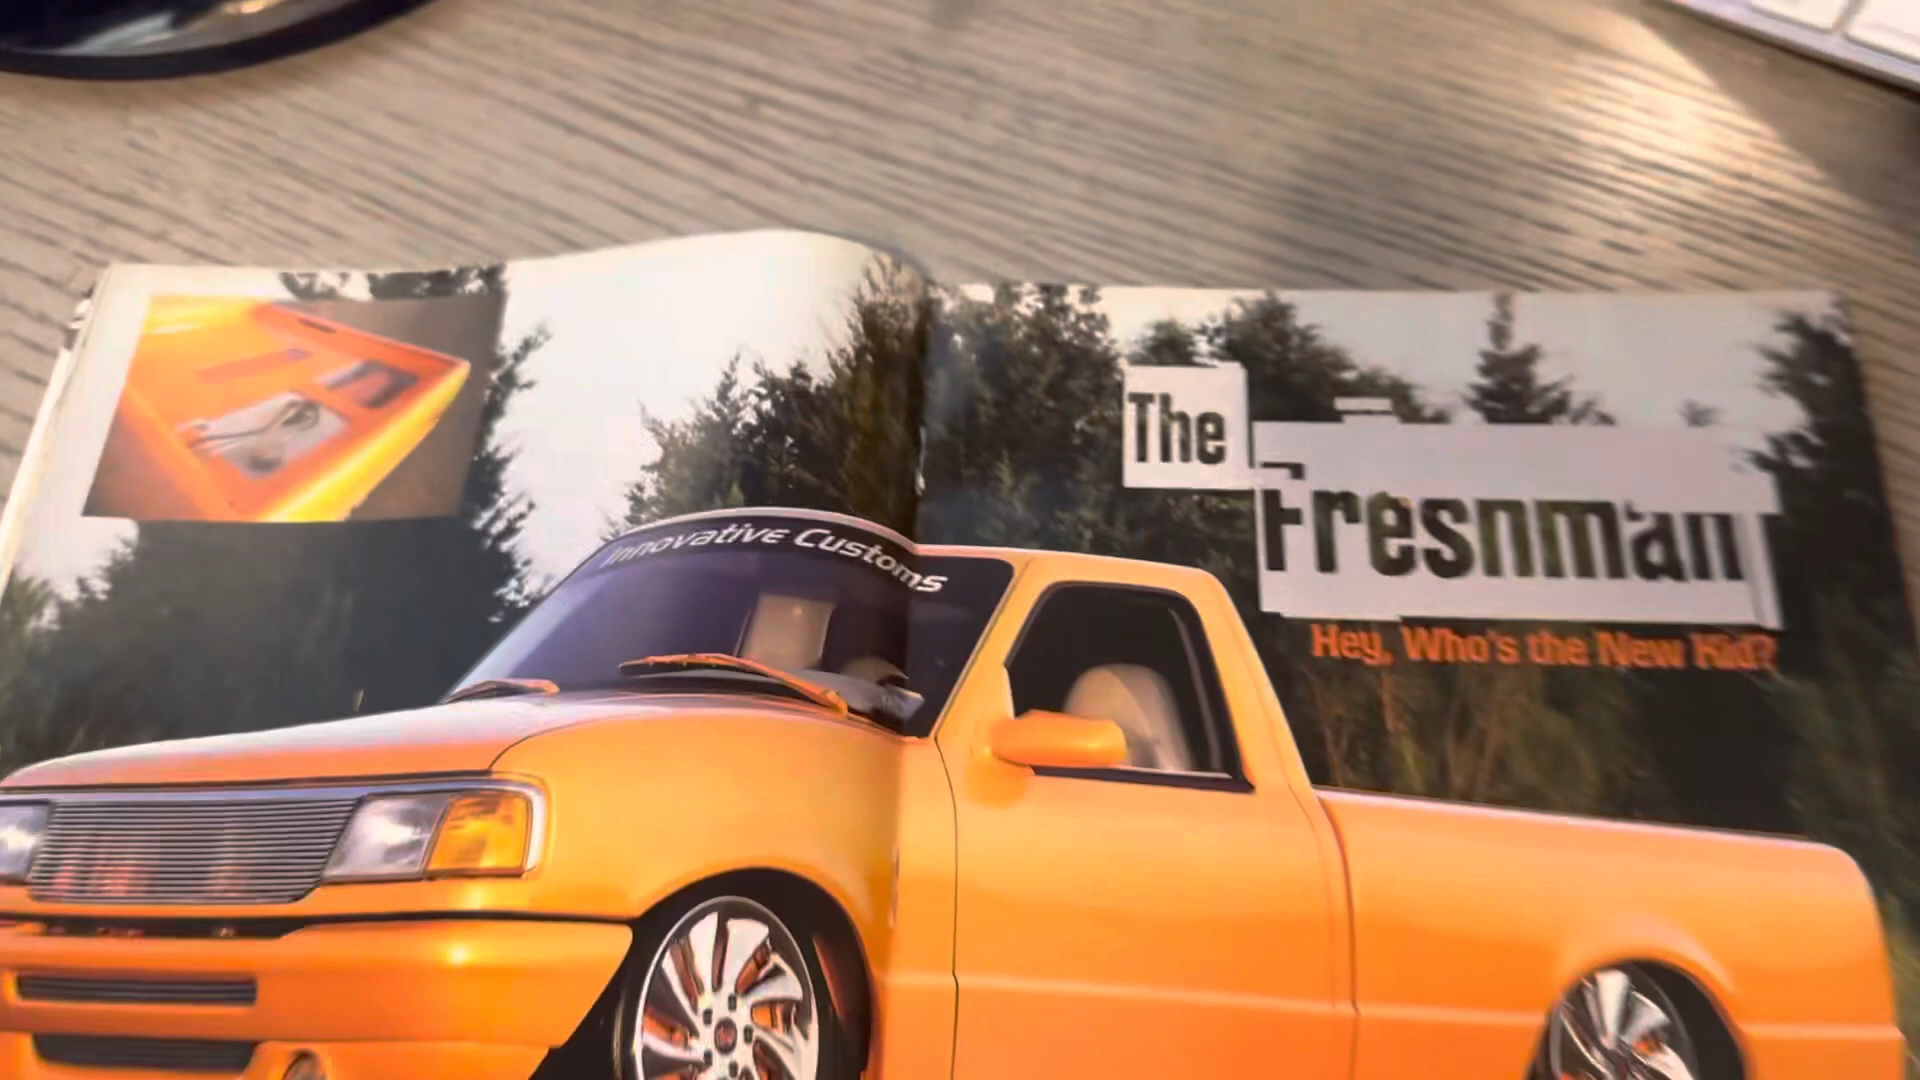 The
Freshman
Hey, Who's the New Kid?
Innovative Customs